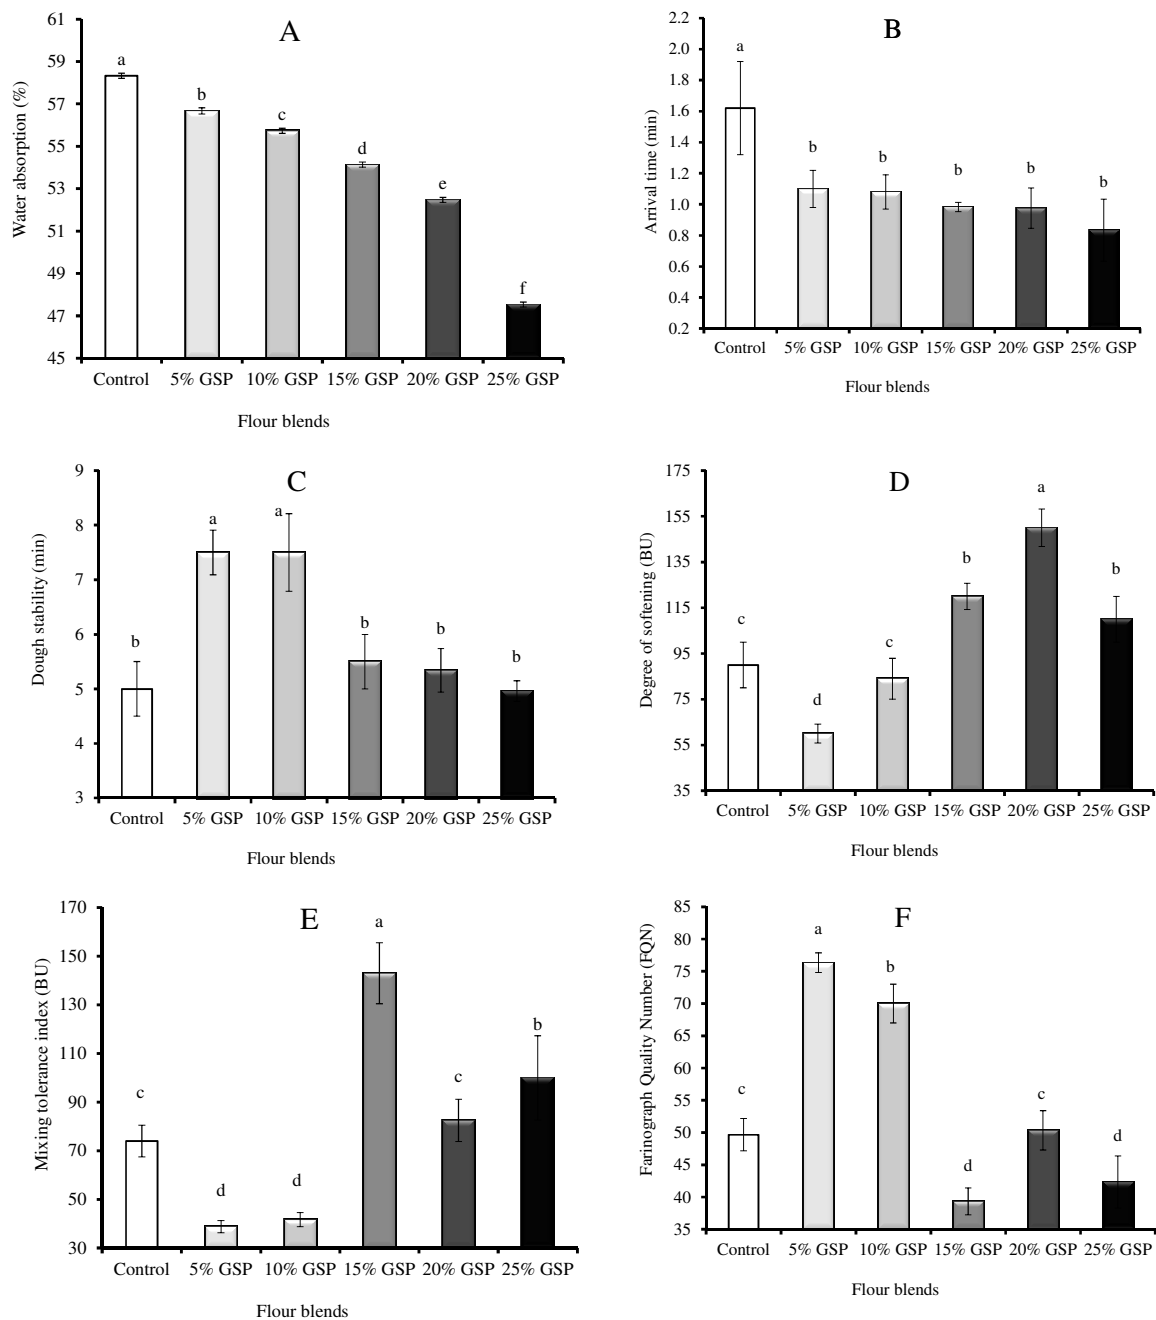 A
Water absorption (%)
61
59
57
55
53
51
49
47
45
a
b
c
d
e
f
Control 5% GSP 10% GSP 15% GSP 20% GSP 25% GSP
Flour blends
B
Arrival time (min)
2.2
2.0
1.8
1.6
1.4
1.2
1.0
0.8
0.6
0.4
0.2
a
b
b
b
b
b
Control 5% GSP 10% GSP 15% GSP 20% GSP 25% GSP
Flour blends
C
Dough stability (min)
9
8
7
6
5
4
3
b
a
a
b
b
b
Control 5% GSP 10% GSP 15% GSP 20% GSP 25% GSP
Flour blends
D
Degree of softening (BU)
175
155
135
115
95
75
55
35
c
d
c
b
a
b
Control 5% GSP 10% GSP 15% GSP 20% GSP 25% GSP
Flour blends
E
Mixing tolerance index (BU)
170
150
130
110
90
70
50
30
c
d
d
a
c
b
Control 5% GSP 10% GSP 15% GSP 20% GSP 25% GSP
Flour blends
F
Farinograph Quality Number (FQN)
85
80
75
70
65
60
55
50
45
40
35
c
a
b
d
c
d
Control 5% GSP 10% GSP 15% GSP 20% GSP 25% GSP
Flour blends